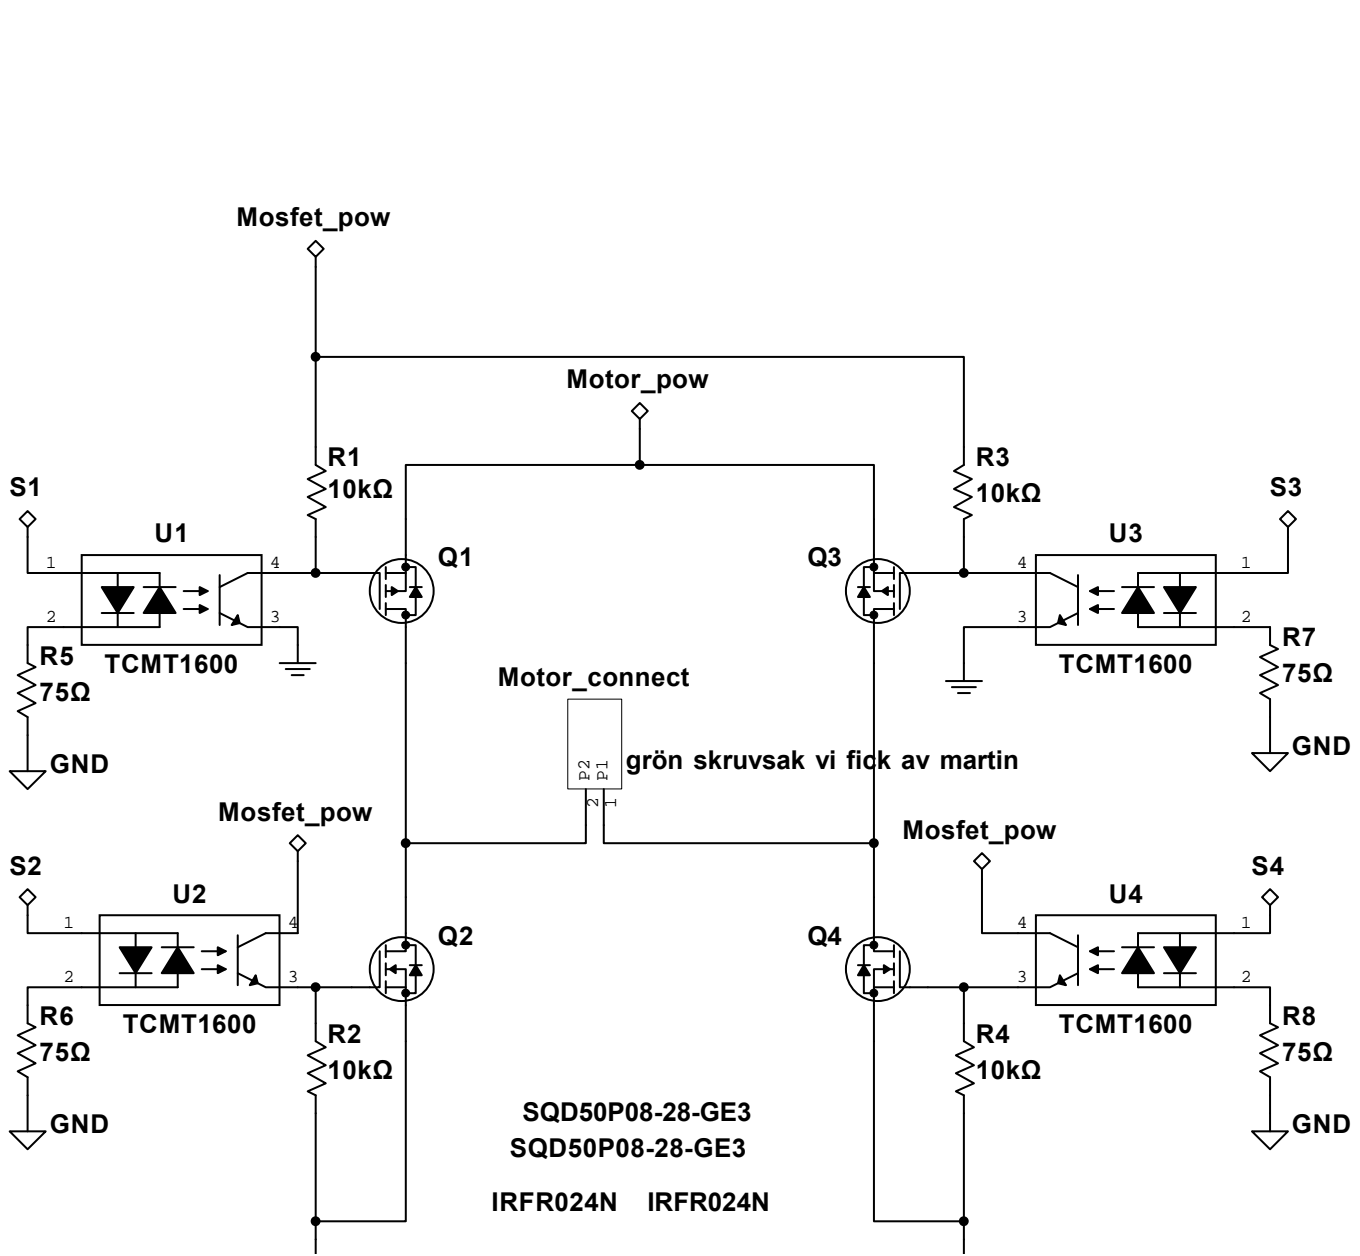 Mosfet_pow
Motor_pow
R1
10kΩ
R3
10kΩ
S1
S3
U1
U3
Q1
Q3
1
4
4
1
2
3
3
2
R5
75Ω
TCMT1600
TCMT1600
R7
75Ω
Motor_connect
GND
P2
P1
grön skruvsak vi fick av martin
GND
2
1
Mosfet_pow
Mosfet_pow
S2
S4
U2
U4
Q2
Q4
1
4
4
1
2
3
3
2
R6
75Ω
TCMT1600
R2
10kΩ
R4
10kΩ
TCMT1600
R8
75Ω
GND
GND
SQD50P08-28-GE3
SQD50P08-28-GE3
IRFR024N IRFR024N